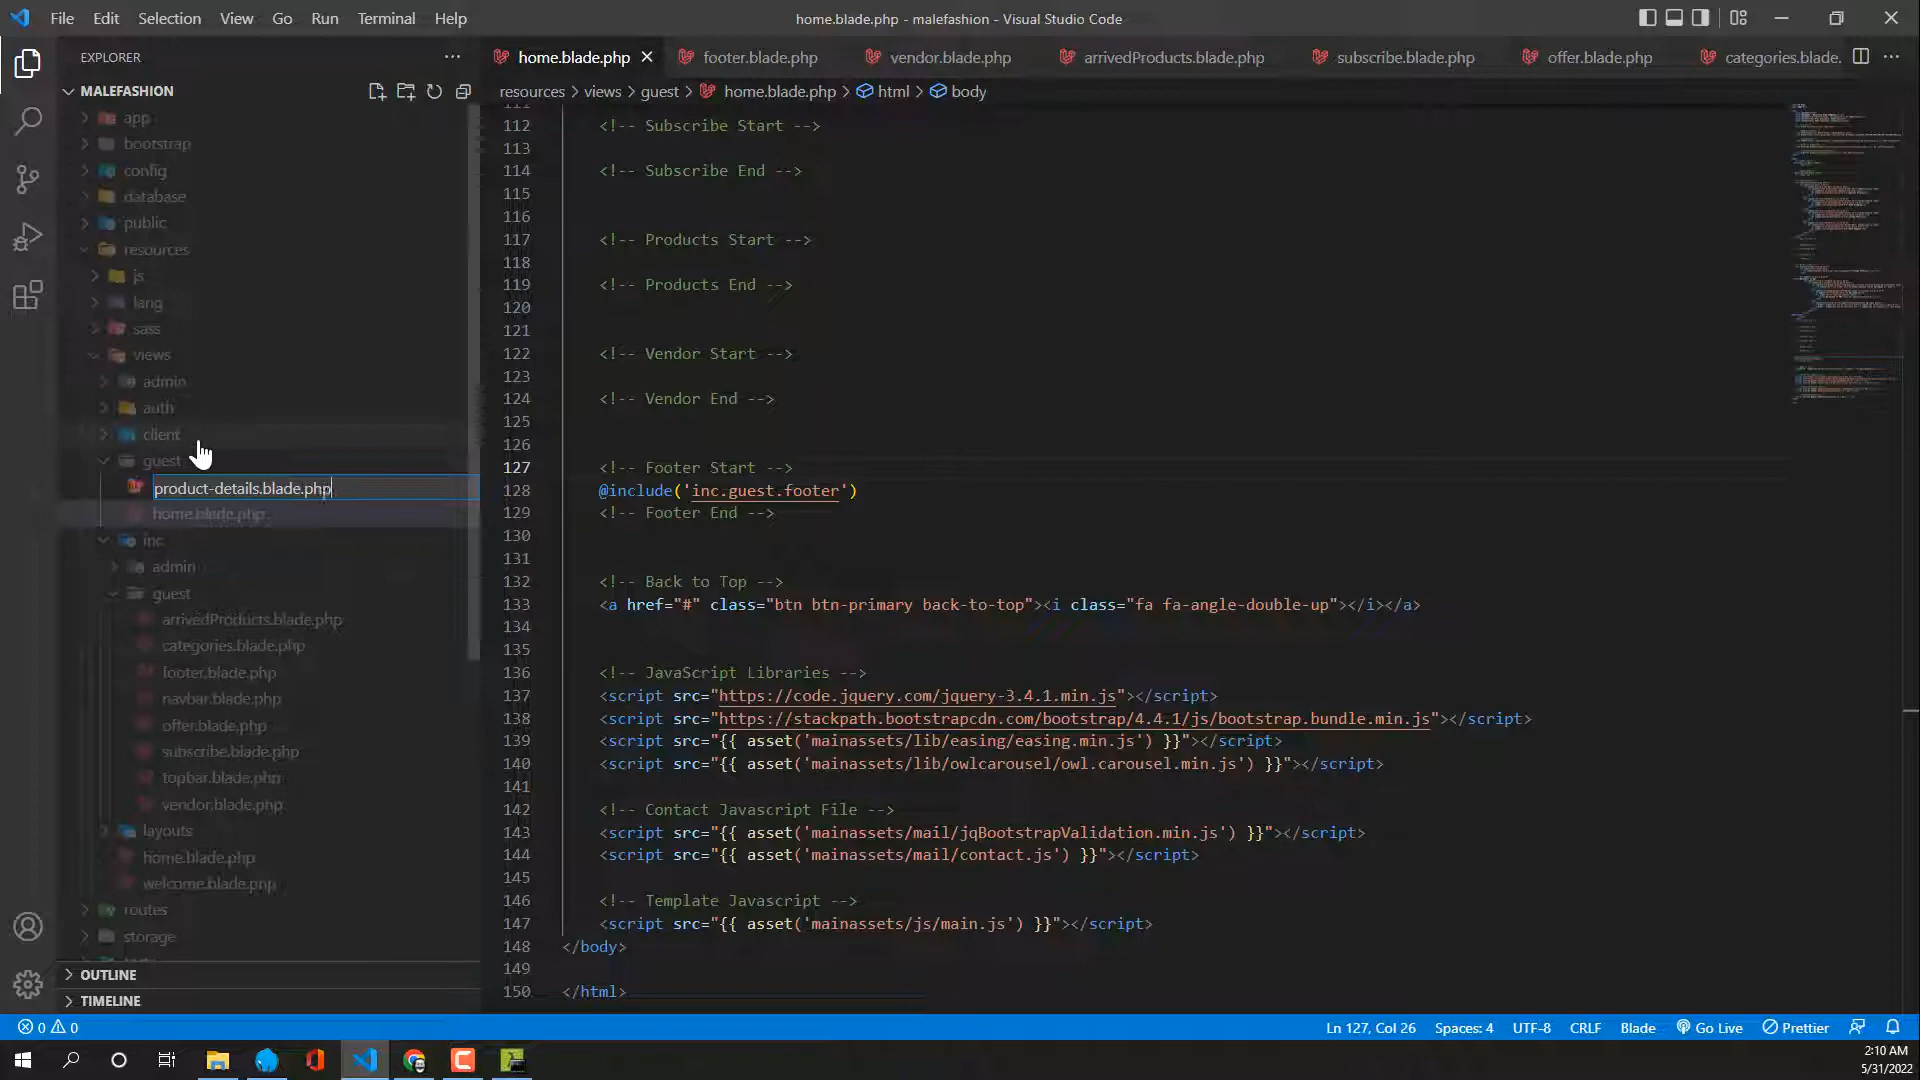 File Edit Selection View Go Run Terminal Help
home.blade.php - malefashion - Visual Studio Code
EXPLORER
home.blade.php footer.blade.php vendor.blade.php arrivedProducts.blade.php subscribe.blade.php offer.blade.php categories.blade.
MALEFASHION
resources > views > guest > home.blade.php > html > body
app
bootstrap
config
database
public
resources
js
lang
sass
views
admin
auth
client
guest
product-details.blade.php
home.blade.php
inc
admin
guest
arrivedProducts.blade.php
categories.blade.php
footer.blade.php
navbar.blade.php
offer.blade.php
subscribe.blade.php
topbar.blade.php
vendor.blade.php
layouts
home.blade.php
welcome.blade.php
routes
storage
OUTLINE
TIMELINE
111
112 <!-- Subscribe Start -->
113
114 <!-- Subscribe End -->
115
116
117 <!-- Products Start -->
118
119 <!-- Products End -->
120
121
122 <!-- Vendor Start -->
123
124 <!-- Vendor End -->
125
126
127 <!-- Footer Start -->
128 @include('inc.guest.footer')
129 <!-- Footer End -->
130
131
132 <!-- Back to Top -->
133 <a href="#" class="btn btn-primary back-to-top"><i class="fa fa-angle-double-up"></i></a>
134
135
136 <!-- JavaScript Libraries -->
137 <script src="https://code.jquery.com/jquery-3.4.1.min.js"></script>
138 <script src="https://stackpath.bootstrapcdn.com/bootstrap/4.4.1/js/bootstrap.bundle.min.js"></script>
139 <script src="{{ asset('mainassets/lib/easing/easing.min.js') }}"></script>
140 <script src="{{ asset('mainassets/lib/owlcarousel/owl.carousel.min.js') }}"></script>
141
142 <!-- Contact Javascript File -->
143 <script src="{{ asset('mainassets/mail/jqBootstrapValidation.min.js') }}"></script>
144 <script src="{{ asset('mainassets/mail/contact.js') }}"></script>
145
146 <!-- Template Javascript -->
147 <script src="{{ asset('mainassets/js/main.js') }}"></script>
148 </body>
149
150 </html>
0 0
Ln 127, Col 26 Spaces: 4 UTF-8 CRLF Blade Go Live Prettier
2:10 AM
5/31/2022